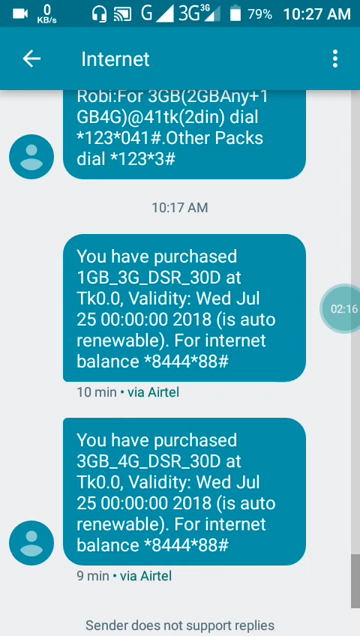 0
KB/s
G
3G
3G
79%
10:27 AM
Internet
Robi:For 3GB(2GBAny+1
GB4G)@41tk(2din) dial
*123*041#.Other Packs
dial *123*3#
10:17 AM
You have purchased
1GB_3G_DSR_30D at
Tk0.0, Validity: Wed Jul
25 00:00:00 2018 (is auto
renewable). For internet
balance *8444*88#
10 min • via Airtel
02:16
You have purchased
3GB_4G_DSR_30D at
Tk0.0, Validity: Wed Jul
25 00:00:00 2018 (is auto
renewable). For internet
balance *8444*88#
9 min • via Airtel
Sender does not support replies